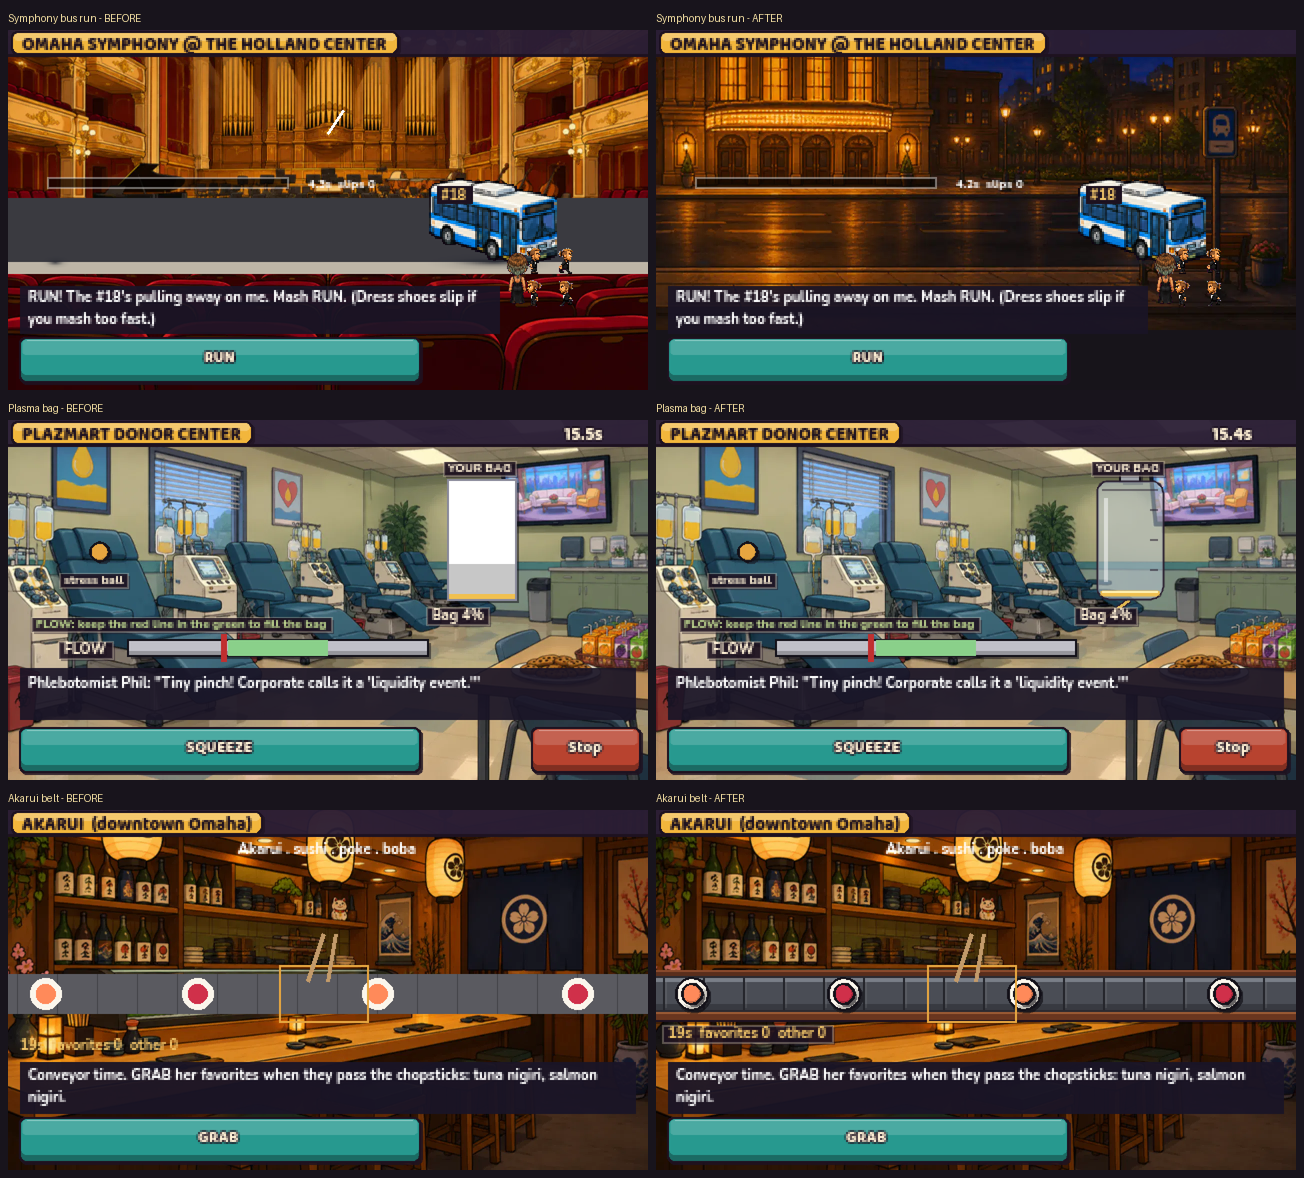 Symphony bus run - BEFORE
OMAHA SYMPHONY @ THE HOLLAND CENTER
4.3s slips 0
#18
RUN! The #18's pulling away on me. Mash RUN. (Dress shoes slip if
you mash too fast.)
RUN
Symphony bus run - AFTER
OMAHA SYMPHONY @ THE HOLLAND CENTER
4.2s slips 0
#18
RUN! The #18's pulling away on me. Mash RUN. (Dress shoes slip if
you mash too fast.)
RUN
Plasma bag - BEFORE
PLAZMART DONOR CENTER
15.5s
YOUR BAG
stress ball
Bag 4%
FLOW: keep the red line in the green to fill the bag
FLOW
Phlebotomist Phil: "Tiny pinch! Corporate calls it a 'liquidity event.'"
SQUEEZE
Stop
Plasma bag - AFTER
PLAZMART DONOR CENTER
15.4s
YOUR BAG
stress ball
Bag 4%
FLOW: keep the red line in the green to fill the bag
FLOW
Phlebotomist Phil: "Tiny pinch! Corporate calls it a 'liquidity event.'"
SQUEEZE
Stop
Akarui belt - BEFORE
AKARUI (downtown Omaha)
Akarui . sushi . poke . boba
19s favorites 0 other 0
Conveyor time. GRAB her favorites when they pass the chopsticks: tuna nigiri, salmon
nigiri.
GRAB
Akarui belt - AFTER
AKARUI (downtown Omaha)
Akarui . sushi . poke . boba
19s favorites 0 other 0
Conveyor time. GRAB her favorites when they pass the chopsticks: tuna nigiri, salmon
nigiri.
GRAB